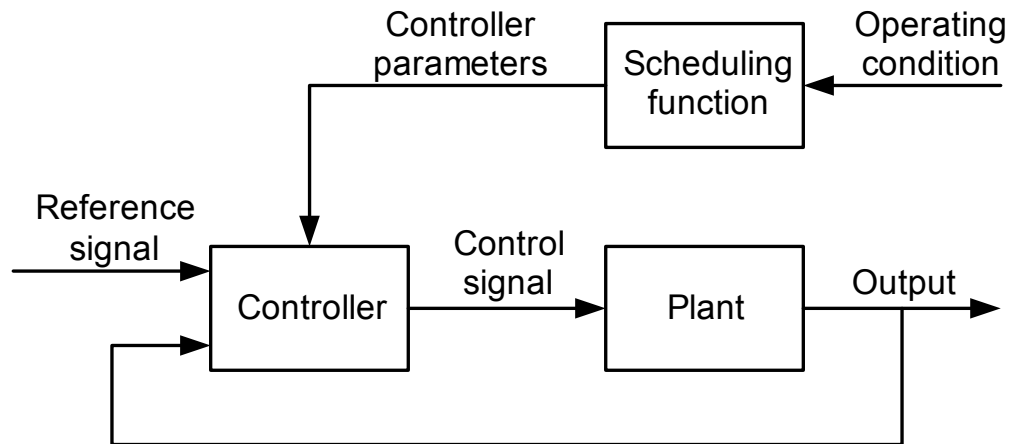 Controller
parameters
Scheduling
function
Operating
condition
Reference
signal
Controller
Control
signal
Plant
Output